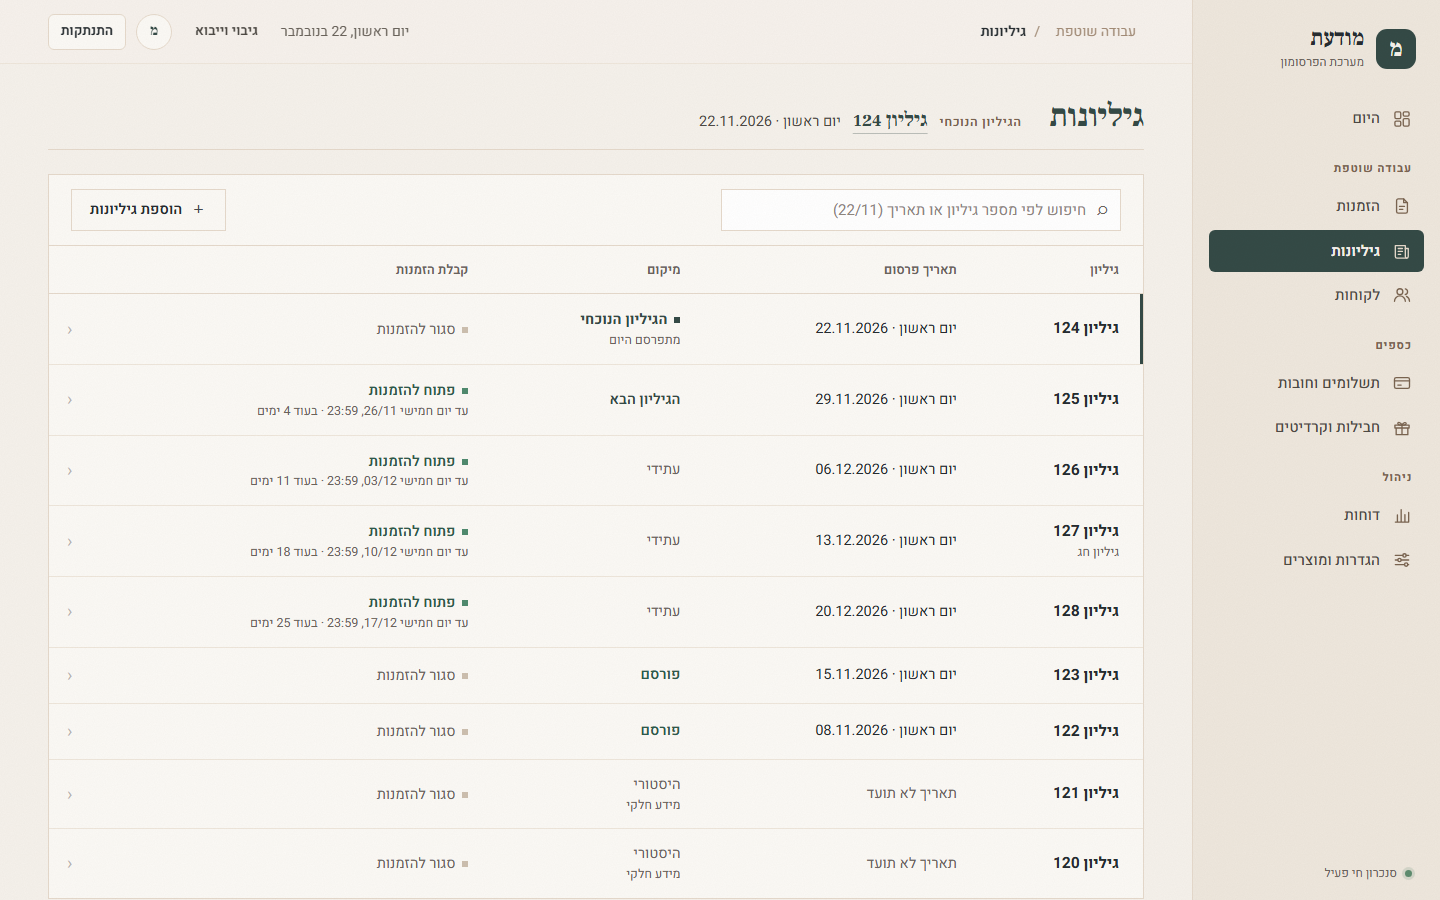 מ
מודעת
מערכת הפרסומון
היום
עבודה שוטפת
הזמנות
גיליונות
לקוחות
כספים
תשלומים וחובות
חבילות וקרדיטים
ניהול
דוחות
הגדרות ומוצרים
סנכרון חי פעיל
עבודה שוטפת / גיליונות
יום ראשון, 22 בנובמבר
גיבוי וייבוא
מ
התנתקות
גיליונות הגיליון הנוכחי גיליון 124 יום ראשון · 22.11.2026
חיפוש לפי מספר גיליון או תאריך (22/11)
+ הוספת גיליונות
גיליון תאריך פרסום מיקום קבלת הזמנות
גיליון 124 יום ראשון · 22.11.2026 הגיליון הנוכחי סגור להזמנות
מתפרסם היום
גיליון 125 יום ראשון · 29.11.2026 הגיליון הבא פתוח להזמנות
עד יום חמישי 26/11, 23:59 · בעוד 4 ימים
גיליון 126 יום ראשון · 06.12.2026 עתידי פתוח להזמנות
עד יום חמישי 03/12, 23:59 · בעוד 11 ימים
גיליון 127 יום ראשון · 13.12.2026 עתידי פתוח להזמנות
גיליון חג עד יום חמישי 10/12, 23:59 · בעוד 18 ימים
גיליון 128 יום ראשון · 20.12.2026 עתידי פתוח להזמנות
עד יום חמישי 17/12, 23:59 · בעוד 25 ימים
גיליון 123 יום ראשון · 15.11.2026 פורסם סגור להזמנות
גיליון 122 יום ראשון · 08.11.2026 פורסם סגור להזמנות
גיליון 121 תאריך לא תועד היסטורי סגור להזמנות
מידע חלקי
גיליון 120 תאריך לא תועד היסטורי סגור להזמנות
מידע חלקי